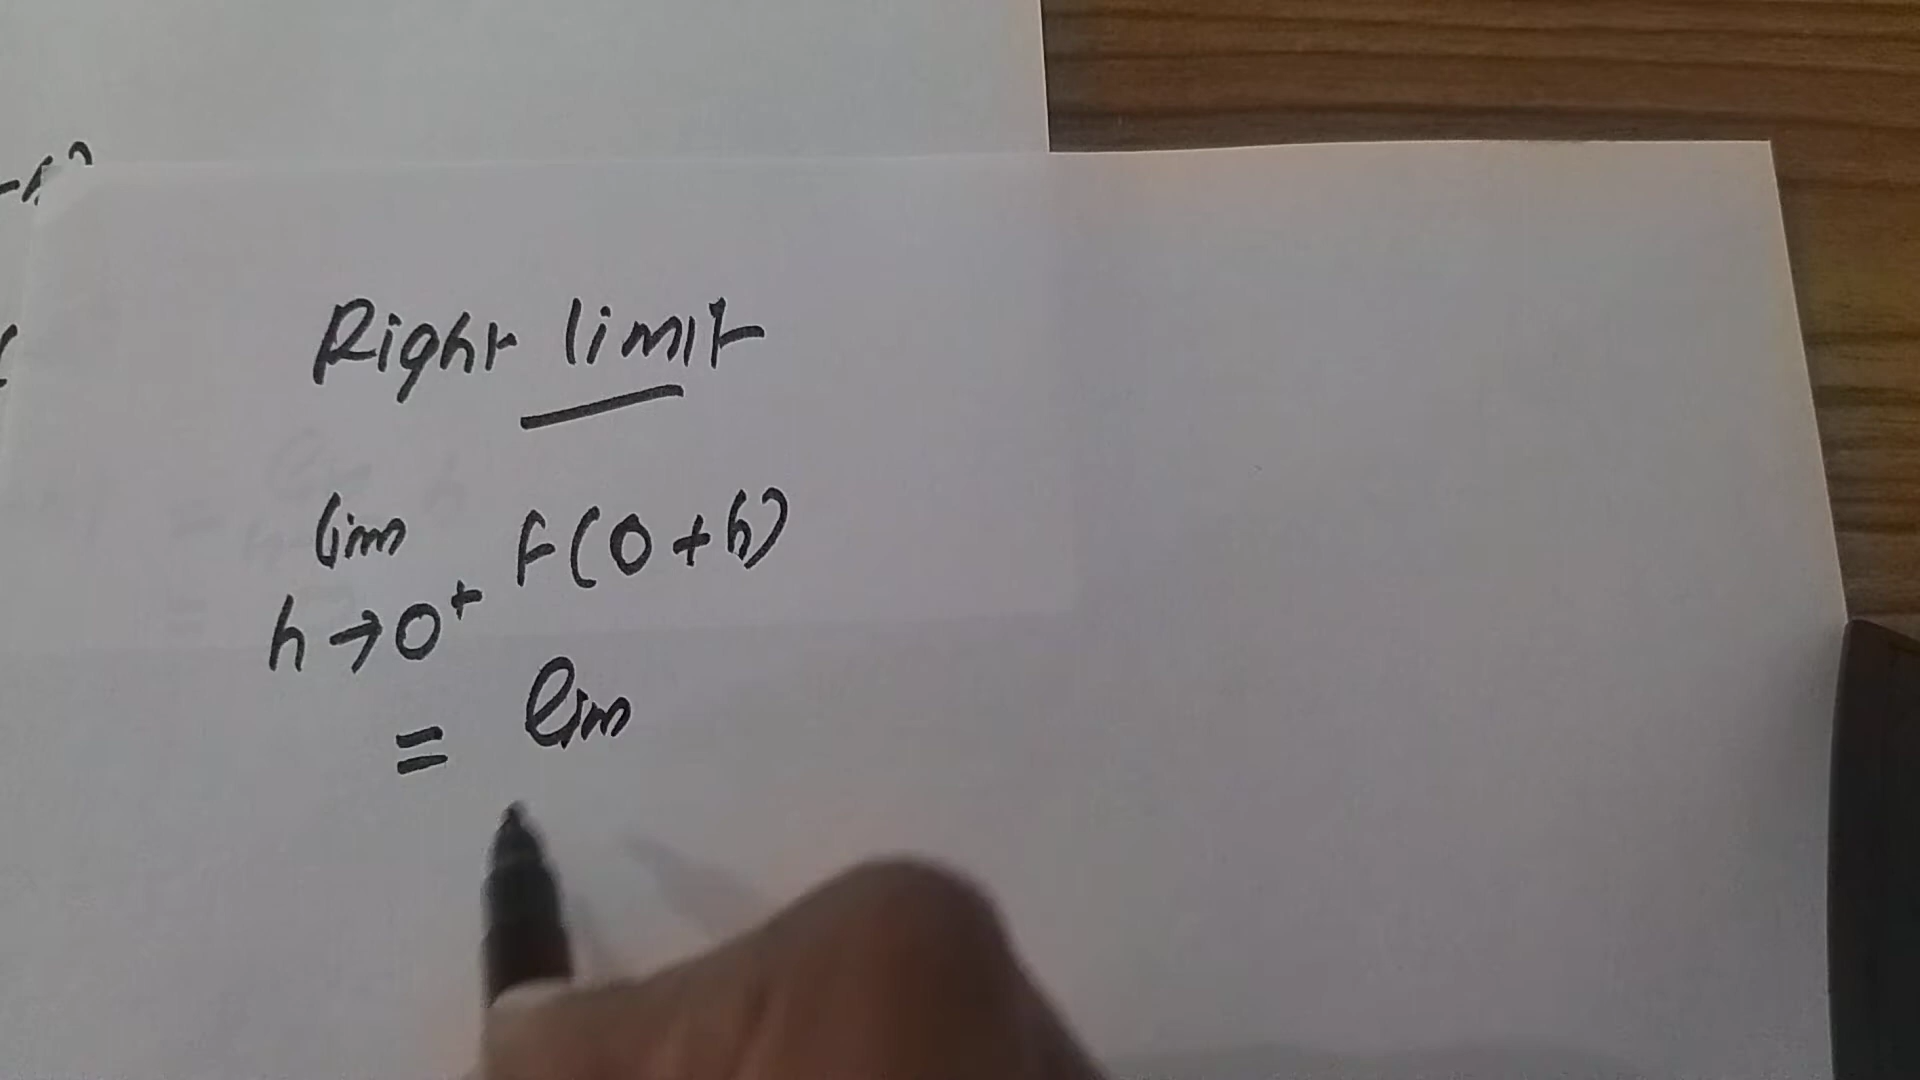 Right limit
lim f(0+h)
h→0⁺
= lim